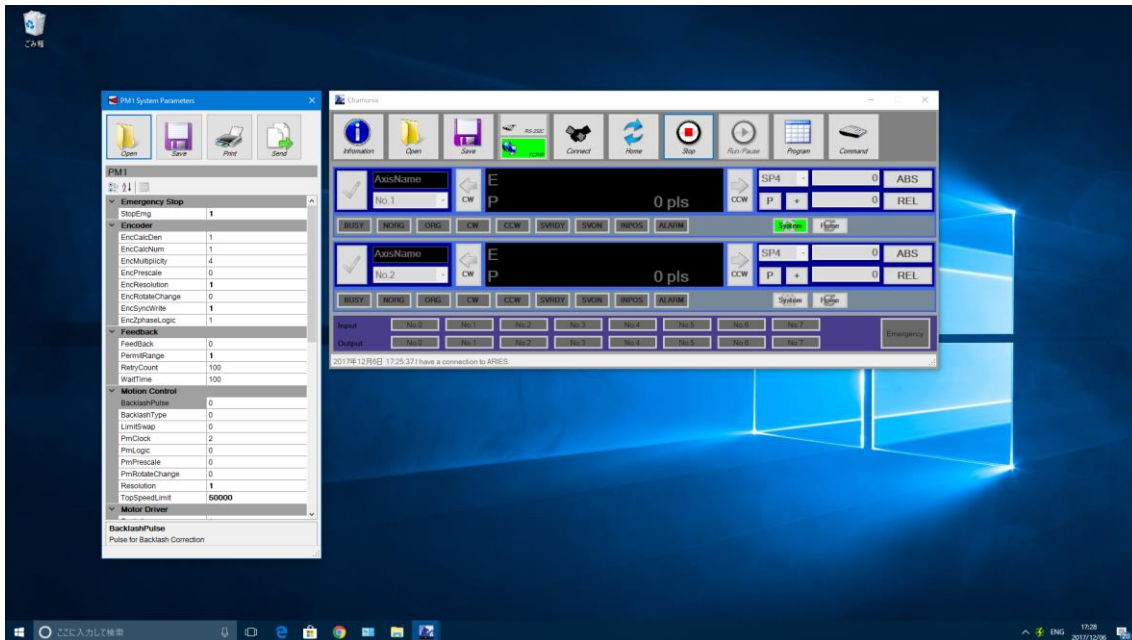 ごみ箱
PM1 System Parameters
Open Save Print Send
PM1
Emergency Stop
StopEmg 1
Encoder
EncCalcDen 1
EncCalcNum 1
EncMultiplicity 4
EncPrescale 0
EncResolution 1
EncRotateChange 0
EncSyncWrite 1
EncZphaseLogic 1
Feedback
FeedBack 0
PermitRange 1
RetryCount 100
WaitTime 100
Motion Control
BacklashPulse 0
BacklashType 0
LimitSwap 0
PmClock 2
PmLogic 0
PmPrescale 0
PmRotateChange 0
Resolution 1
TopSpeedLimit 50000
Motor Driver
BacklashPulse
Pulse for Backlash Correction
Chamonix
Infomation Open Save RS-232C TCP/IP Connect Home Stop Run/Pause Program Command
AxisName E SP4 0 ABS
No.1 CW P 0 pls CCW P + 0 REL
BUSY NORG ORG CW CCW SVRDY SVON INPOS ALARM System Home
AxisName E SP4 0 ABS
No.2 CW P 0 pls CCW P + 0 REL
BUSY NORG ORG CW CCW SVRDY SVON INPOS ALARM System Home
Input No.0 No.1 No.2 No.3 No.4 No.5 No.6 No.7 Emergency
Output No.0 No.1 No.2 No.3 No.4 No.5 No.6 No.7
2017年12月6日 17:25:37 I have a connection to ARIES.
ここに入力して検索
ENG
17:28
2017/12/06